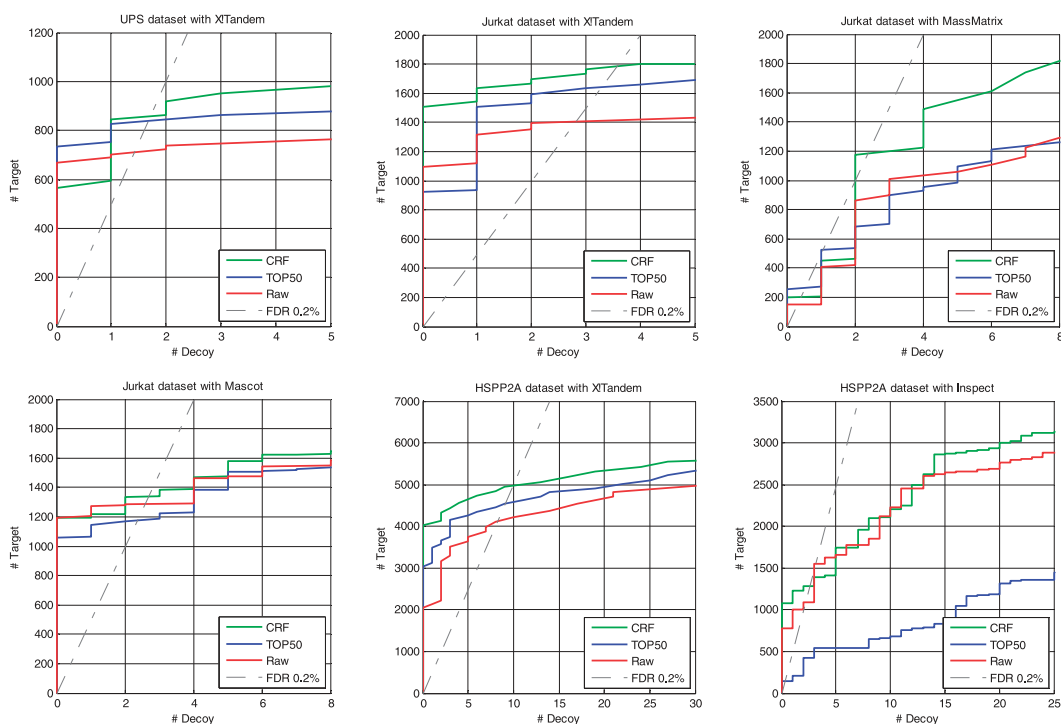 UPS dataset with X!Tandem
1200
1000
800
600
400
200
0
# Target
0 1 2 3 4 5
# Decoy
CRF
TOP50
Raw
FDR 0.2%
Jurkat dataset with X!Tandem
2000
1800
1600
1400
1200
1000
800
600
400
200
0
# Target
0 1 2 3 4 5
# Decoy
CRF
TOP50
Raw
FDR 0.2%
Jurkat dataset with MassMatrix
2000
1800
1600
1400
1200
1000
800
600
400
200
0
# Target
0 2 4 6 8
# Decoy
CRF
TOP50
Raw
FDR 0.2%
Jurkat dataset with Mascot
2000
1800
1600
1400
1200
1000
800
600
400
200
0
# Target
0 2 4 6 8
# Decoy
CRF
TOP50
Raw
FDR 0.2%
HSPP2A dataset with X!Tandem
7000
6000
5000
4000
3000
2000
1000
0
# Target
0 5 10 15 20 25 30
# Decoy
CRF
TOP50
Raw
FDR 0.2%
HSPP2A dataset with Inspect
3500
3000
2500
2000
1500
1000
500
0
# Target
0 5 10 15 20 25
# Decoy
CRF
TOP50
Raw
FDR 0.2%